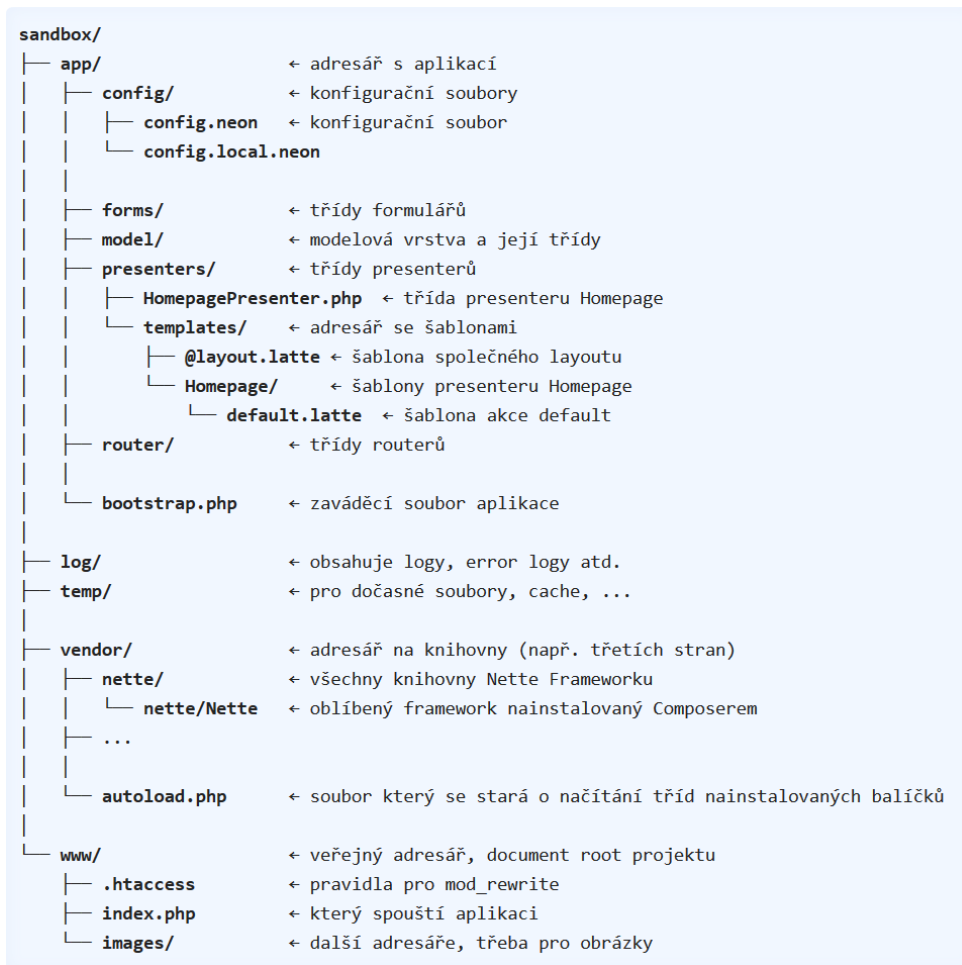 sandbox/
├── app/ ← adresář s aplikací
│   ├── config/ ← konfigurační soubory
│   │   ├── config.neon ← konfigurační soubor
│   │   └── config.local.neon
│   │
│   ├── forms/ ← třídy formulářů
│   ├── model/ ← modelová vrstva a její třídy
│   ├── presenters/ ← třídy presenterů
│   │   ├── HomepagePresenter.php ← třída presenteru Homepage
│   │   └── templates/ ← adresář se šablonami
│   │       ├── @layout.latte ← šablona společného layoutu
│   │       └── Homepage/ ← šablony presenteru Homepage
│   │           └── default.latte ← šablona akce default
│   ├── router/ ← třídy routerů
│   │
│   └── bootstrap.php ← zaváděcí soubor aplikace
│
├── log/ ← obsahuje logy, error logy atd.
├── temp/ ← pro dočasné soubory, cache, ...
│
├── vendor/ ← adresář na knihovny (např. třetích stran)
│   ├── nette/ ← všechny knihovny Nette Frameworku
│   │   └── nette/Nette ← oblíbený framework nainstalovaný Composerem
│   ├── ...
│   │
│   └── autoload.php ← soubor který se stará o načítání tříd nainstalovaných balíčků
│
└── www/ ← veřejný adresář, document root projektu
    ├── .htaccess ← pravidla pro mod_rewrite
    ├── index.php ← který spouští aplikaci
    └── images/ ← další adresáře, třeba pro obrázky